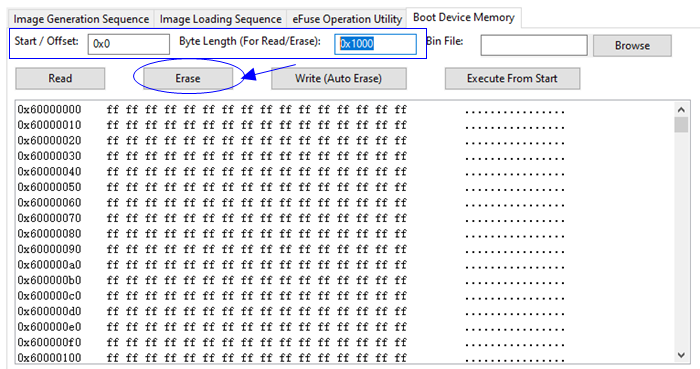 Image Generation Sequence Image Loading Sequence eFuse Operation Utility Boot Device Memory
Start / Offset: 0x0 Byte Length (For Read/Erase): 0x1000 Bin File: Browse
Read Erase Write (Auto Erase) Execute From Start
0x60000000 ff ff ff ff ff ff ff ff ff ff ff ff ff ff ff ff ................
0x60000010 ff ff ff ff ff ff ff ff ff ff ff ff ff ff ff ff ................
0x60000020 ff ff ff ff ff ff ff ff ff ff ff ff ff ff ff ff ................
0x60000030 ff ff ff ff ff ff ff ff ff ff ff ff ff ff ff ff ................
0x60000040 ff ff ff ff ff ff ff ff ff ff ff ff ff ff ff ff ................
0x60000050 ff ff ff ff ff ff ff ff ff ff ff ff ff ff ff ff ................
0x60000060 ff ff ff ff ff ff ff ff ff ff ff ff ff ff ff ff ................
0x60000070 ff ff ff ff ff ff ff ff ff ff ff ff ff ff ff ff ................
0x60000080 ff ff ff ff ff ff ff ff ff ff ff ff ff ff ff ff ................
0x60000090 ff ff ff ff ff ff ff ff ff ff ff ff ff ff ff ff ................
0x600000a0 ff ff ff ff ff ff ff ff ff ff ff ff ff ff ff ff ................
0x600000b0 ff ff ff ff ff ff ff ff ff ff ff ff ff ff ff ff ................
0x600000c0 ff ff ff ff ff ff ff ff ff ff ff ff ff ff ff ff ................
0x600000d0 ff ff ff ff ff ff ff ff ff ff ff ff ff ff ff ff ................
0x600000e0 ff ff ff ff ff ff ff ff ff ff ff ff ff ff ff ff ................
0x600000f0 ff ff ff ff ff ff ff ff ff ff ff ff ff ff ff ff ................
0x60000100 ff ff ff ff ff ff ff ff ff ff ff ff ff ff ff ff ................